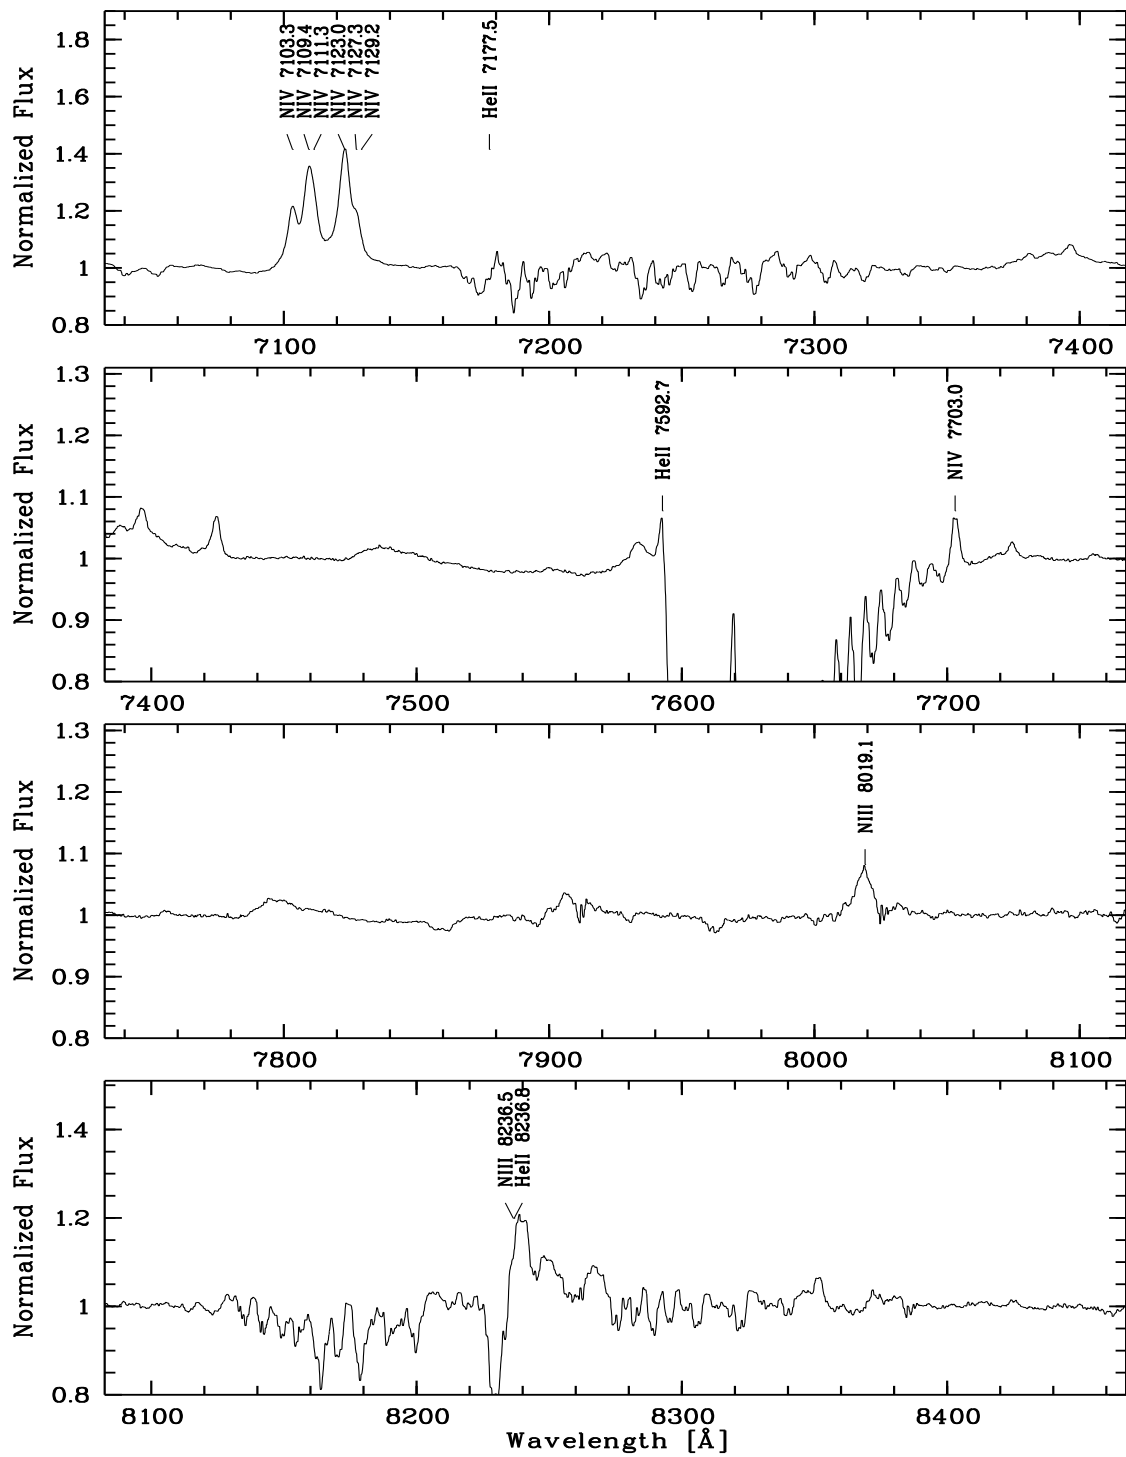 NIV 7103.3
NIV 7109.4
NIV 7111.3
NIV 7123.0
NIV 7127.3
NIV 7129.2
HeII 7177.5
Normalized Flux
1.8
1.6
1.4
1.2
1
0.8
7100 7200 7300 7400
HeII 7592.7
NIV 7703.0
Normalized Flux
1.3
1.2
1.1
1
0.9
0.8
7400 7500 7600 7700
NIII 8019.1
Normalized Flux
1.3
1.2
1.1
1
0.9
0.8
7800 7900 8000 8100
NIII 8236.5
HeII 8236.8
Normalized Flux
1.4
1.2
1
0.8
8100 8200 8300 8400
Wavelength [Å]